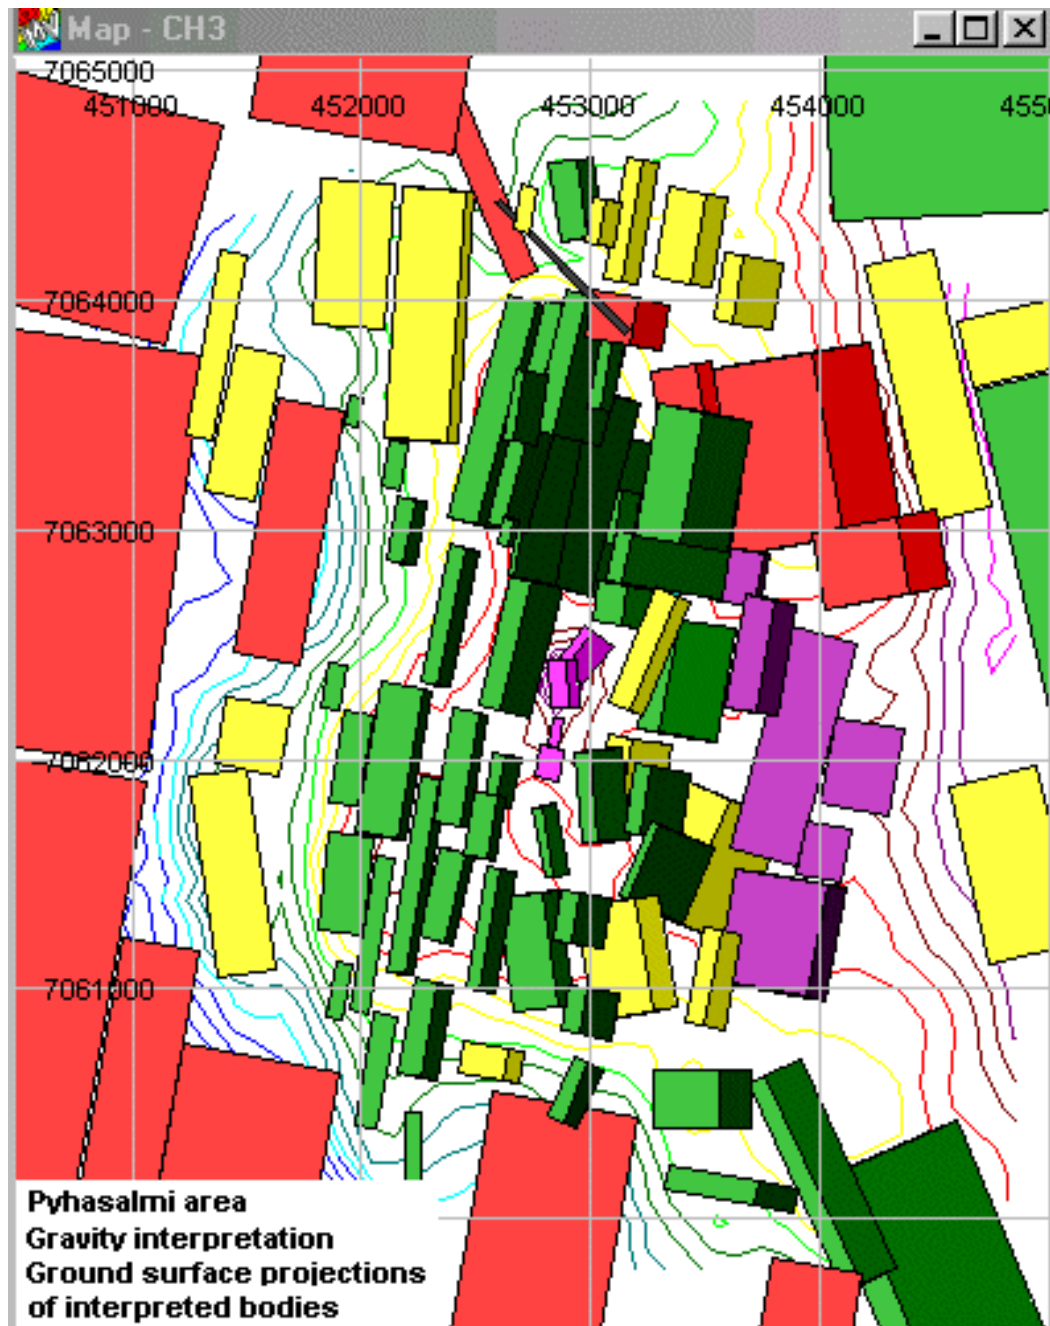 Map - CH3
7065000
451000 452000 453000 454000 455
7064000
7063000
7062000
7061000
Pyhasalmi area
Gravity interpretation
Ground surface projections
of interpreted bodies